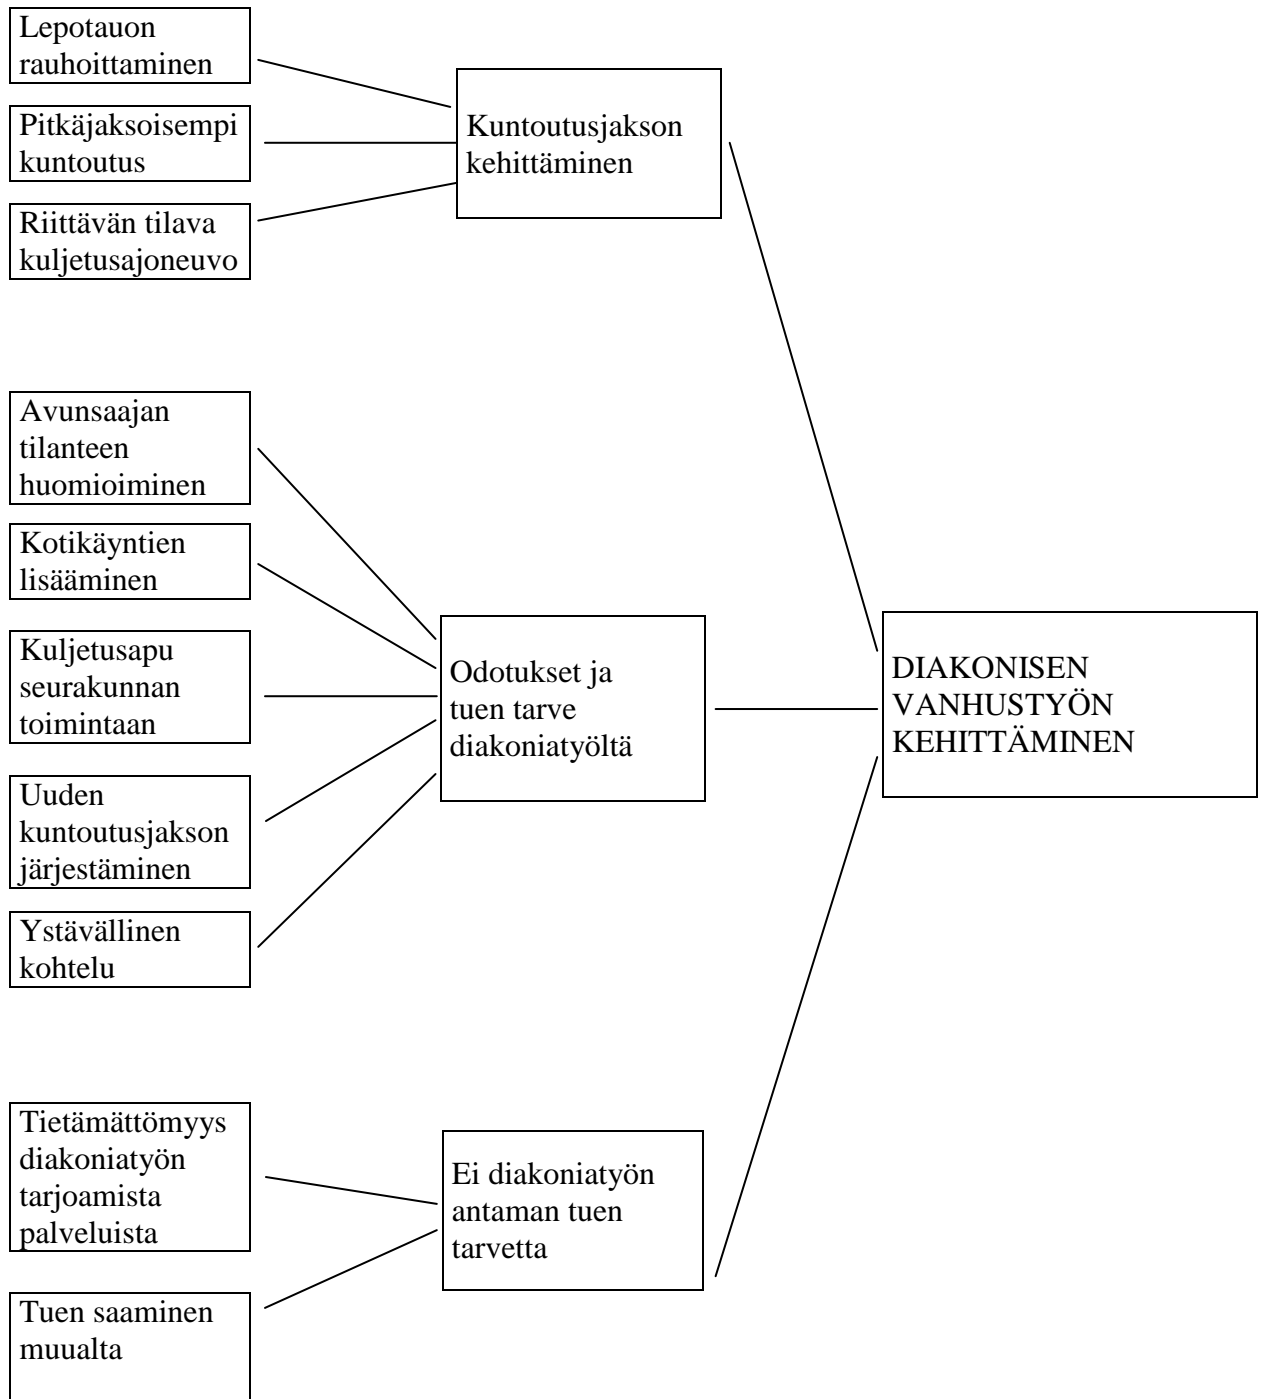 Lepotauon
rauhoittaminen
Pitkäjaksoisempi
kuntoutus
Riittävän tilava
kuljetusajoneuvo
Kuntoutusjakson
kehittäminen
Avunsaajan
tilanteen
huomioiminen
Kotikäyntien
lisääminen
Kuljetusapu
seurakunnan
toimintaan
Uuden
kuntoutusjakson
järjestäminen
Ystävällinen
kohtelu
Odotukset ja
tuen tarve
diakoniatyöltä
DIAKONISEN
VANHUSTYÖN
KEHITTÄMINEN
Tietämättömyys
diakoniatyön
tarjoamista
palveluista
Tuen saaminen
muualta
Ei diakoniatyön
antaman tuen
tarvetta